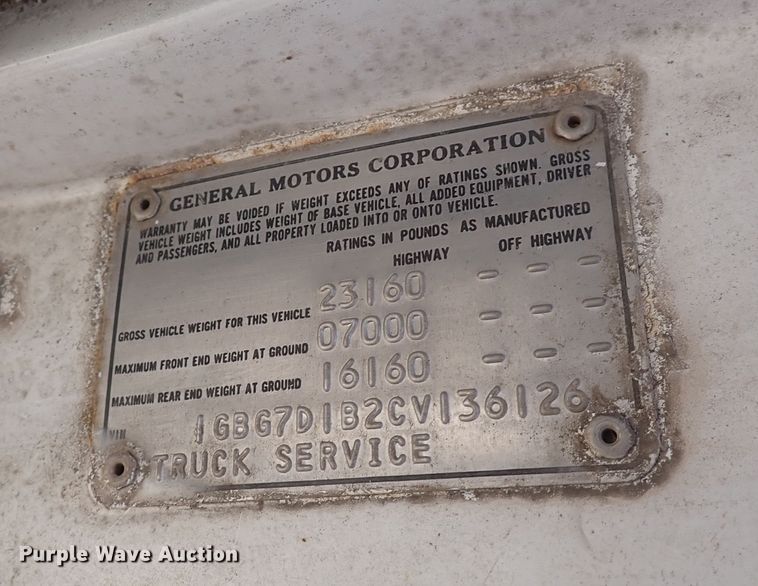 GENERAL MOTORS CORPORATION
WARRANTY MAY BE VOIDED IF WEIGHT EXCEEDS ANY OF RATINGS SHOWN. GROSS
VEHICLE WEIGHT INCLUDES WEIGHT OF BASE VEHICLE, ALL ADDED EQUIPMENT, DRIVER
AND PASSENGERS, AND ALL PROPERTY LOADED INTO OR ONTO VEHICLE.
RATINGS IN POUNDS AS MANUFACTURED
HIGHWAY OFF HIGHWAY
GROSS VEHICLE WEIGHT FOR THIS VEHICLE 23160 - - -
MAXIMUM FRONT END WEIGHT AT GROUND 07000 - - -
MAXIMUM REAR END WEIGHT AT GROUND 16160 - - -
VIN 1GBG7D1B2CV136126
TRUCK SERVICE
Purple Wave Auction